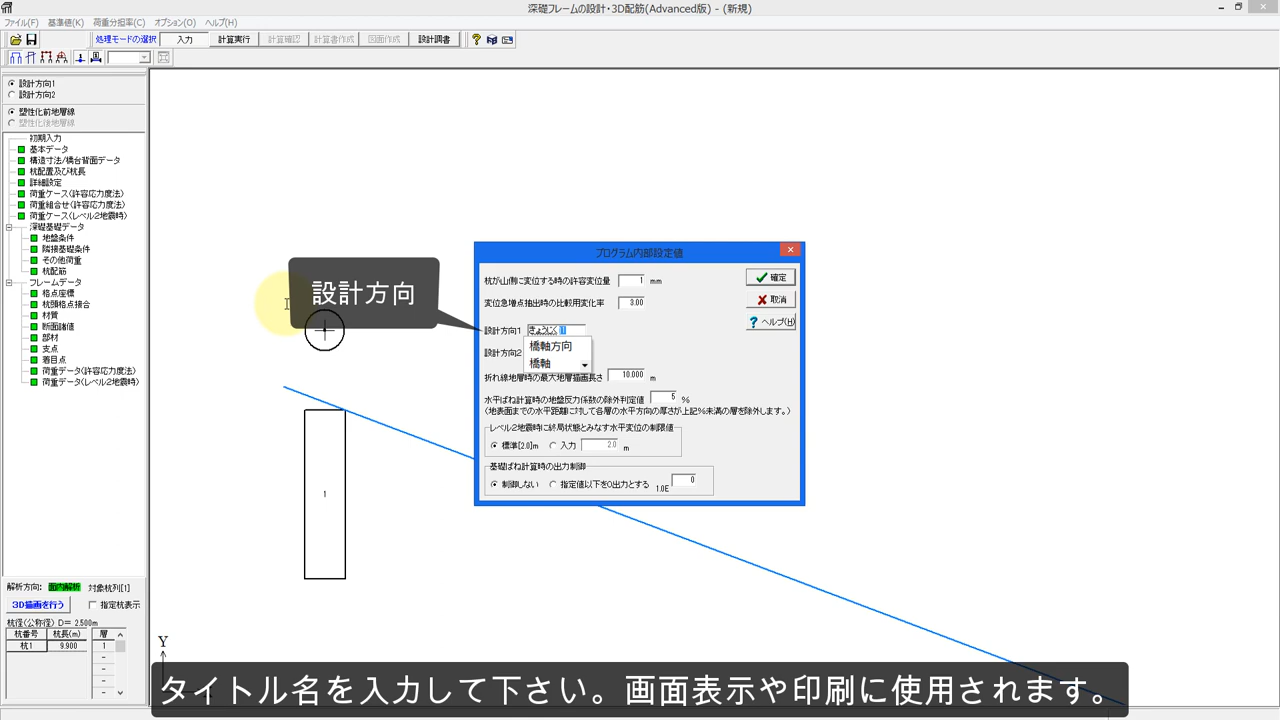 深礎フレームの設計・3D配筋(Advanced版) - (新規)
ファイル(F) 基準値(K) 荷重分担率(C) オプション(O) ヘルプ(H)
処理モードの選択 入力 計算実行 計算確認 計算書作成 図面作成 設計調書
設計方向1
設計方向2
塑性化前地層線
塑性化後地層線
初期入力
基本データ
構造寸法/橋台背面データ
杭配置及び杭長
詳細設定
荷重ケース(許容応力度法)
荷重組合せ(許容応力度法)
荷重ケース(レベル2地震時)
深礎基礎データ
地盤条件
隣接基礎条件
その他荷重
杭配筋
フレームデータ
格点座標
杭頭格点接合
材質
断面諸値
部材
支点
着目点
荷重データ(許容応力度法)
荷重データ(レベル2地震時)
解析方向: 面内解析 対象杭列[1]
3D描画を行う 指定杭表示
杭径(公称径) D= 2.500m
杭番号 杭長(m) 層
杭1 9.900 1
設計方向
1
Y
プログラム内部設定値
杭が山側に変位する時の許容変位量 1 mm
変位急増点抽出時の比較用変化率 3.00
設計方向1 きょうじく
設計方向2
橋軸方向
橋軸
折れ線地層時の最大地層描画長さ 10.000 m
水平ばね計算時の地盤反力係数の除外判定値 5 %
(地表面までの水平距離に対して各層の水平方向の厚さが上記%未満の層を除外します。)
レベル2地震時に終局状態とみなす水平変位の制限値
標準[2.0]m 入力 2.0 m
基礎ばね計算時の出力制御
制御しない 指定値以下を0出力とする 1.0E 0
確定
取消
ヘルプ(H)
タイトル名を入力して下さい。画面表示や印刷に使用されます。